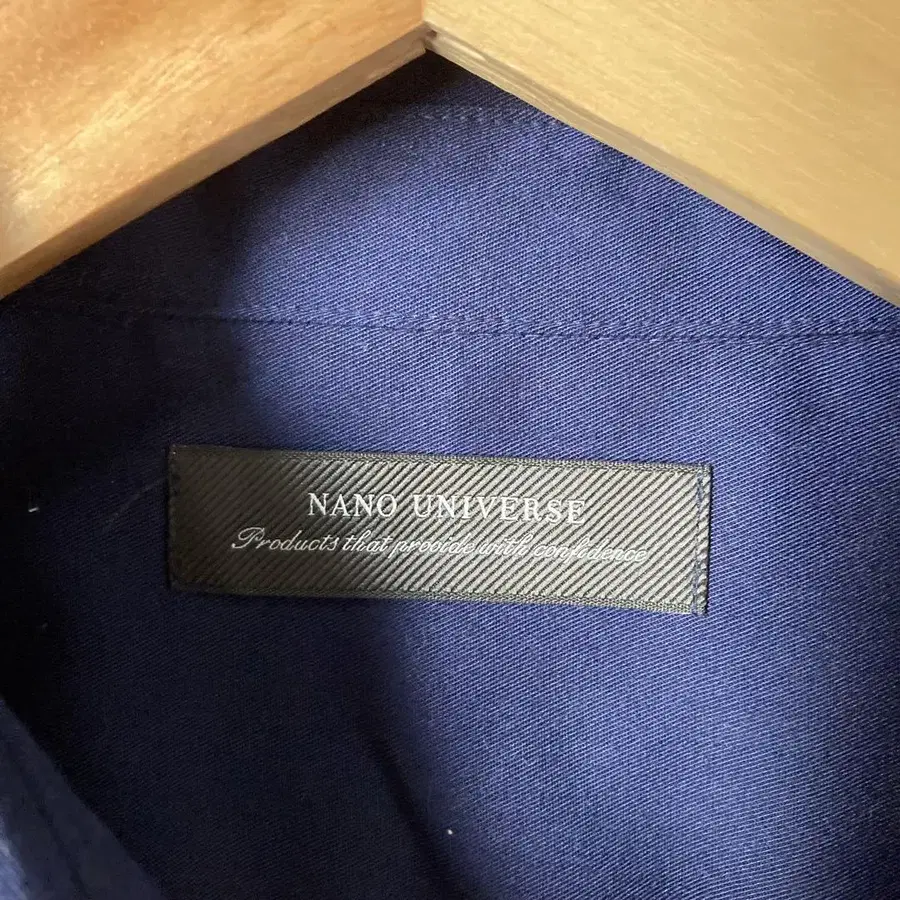 NANO UNIVERSE
Products that provide with confidence